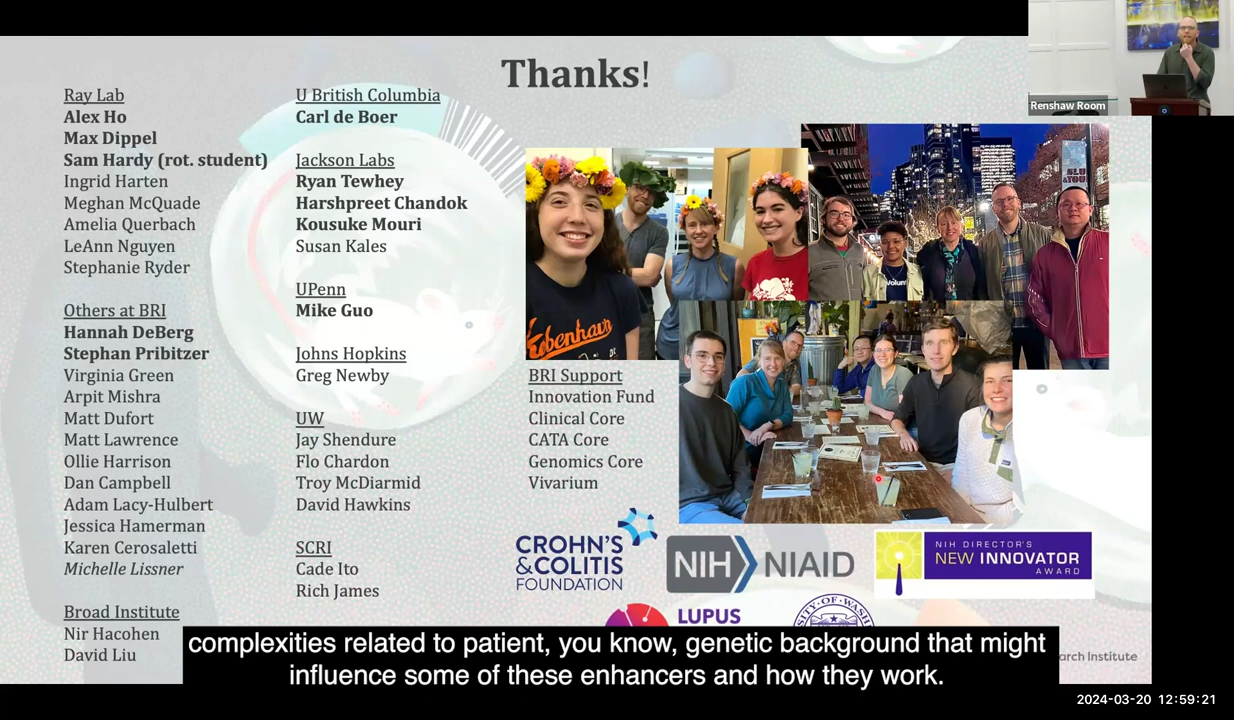 Thanks!
Ray Lab
Alex Ho
Max Dippel
Sam Hardy (rot. student)
Ingrid Harten
Meghan McQuade
Amelia Querbach
LeAnn Nguyen
Stephanie Ryder
Others at BRI
Hannah DeBerg
Stephan Pribitzer
Virginia Green
Arpit Mishra
Matt Dufort
Matt Lawrence
Ollie Harrison
Dan Campbell
Adam Lacy-Hulbert
Jessica Hamerman
Karen Cerosaletti
Michelle Lissner
Broad Institute
Nir Hacohen
David Liu
U British Columbia
Carl de Boer
Jackson Labs
Ryan Tewhey
Harshpreet Chandok
Kousuke Mouri
Susan Kales
UPenn
Mike Guo
Johns Hopkins
Greg Newby
UW
Jay Shendure
Flo Chardon
Troy McDiarmid
David Hawkins
SCRI
Cade Ito
Rich James
BRI Support
Innovation Fund
Clinical Core
CATA Core
Genomics Core
Vivarium
København
CROHN'S
&COLITIS
FOUNDATION
NIH NIAID
NIH DIRECTOR'S
NEW INNOVATOR
AWARD
LUPUS
Institute
Renshaw Room
complexities related to patient, you know, genetic background that might
influence some of these enhancers and how they work.
2024-03-20 12:59:21